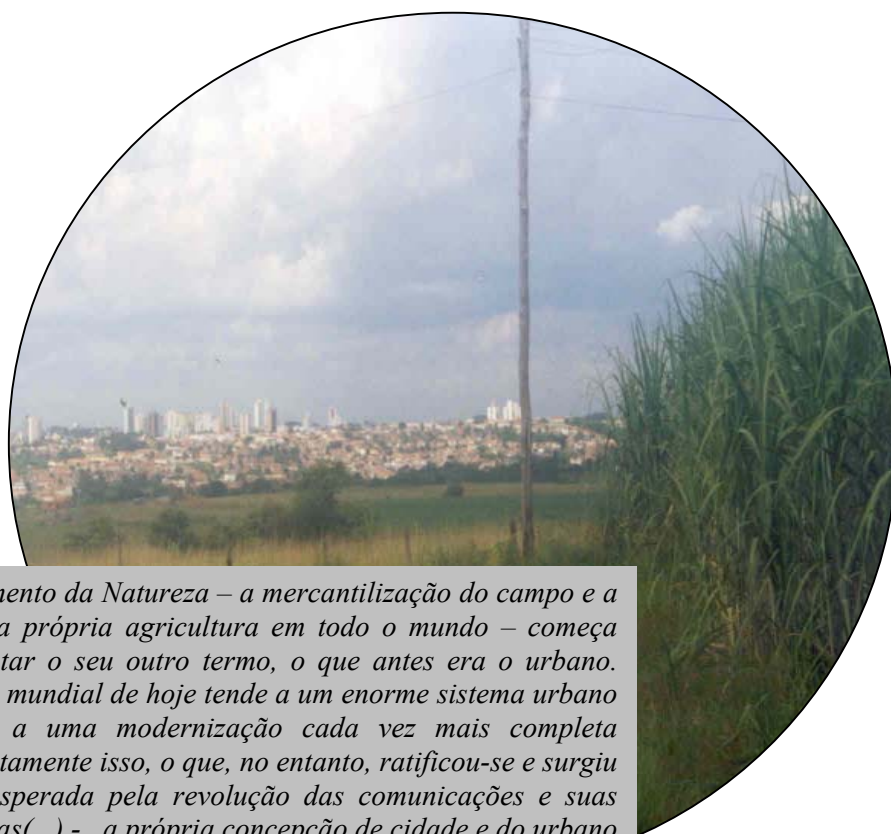 mento da Natureza – a mercantilização do campo e a
a própria agricultura em todo o mundo – começa
tar o seu outro termo, o que antes era o urbano.
mundial de hoje tende a um enorme sistema urbano
a uma modernização cada vez mais completa
tamente isso, o que, no entanto, ratificou-se e surgiu
sperada pela revolução das comunicações e suas
as(...) - a própria concepção de cidade e do urbano